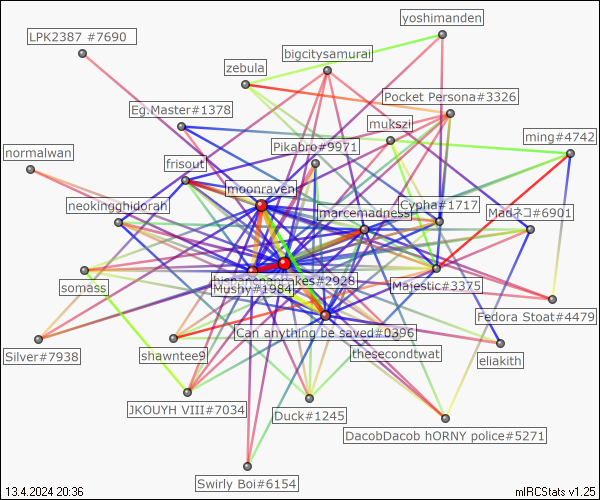 yoshimanden
LPK2387 #7690
bigcitysamurai
zebula
Pocket Persona#3326
Eg.Master#1378
mukszi
ming#4742
Pikabro#9971
normalwan
frisout
moonraven
neokingghidorah
marcemadness
Cypha#1717
Madネコ#6901
somass
kes#2928
Mushy#1984
Majestic#3375
Fedora Stoat#4479
Can anything be saved#0396
Silver#7938
shawntee9
thesecondtwat
eliakith
JKOUYH VIII#7034
Duck#1245
DacobDacob hORNY police#5271
Swirly Boi#6154
13.4.2024 20:36
mIRCStats v1.25